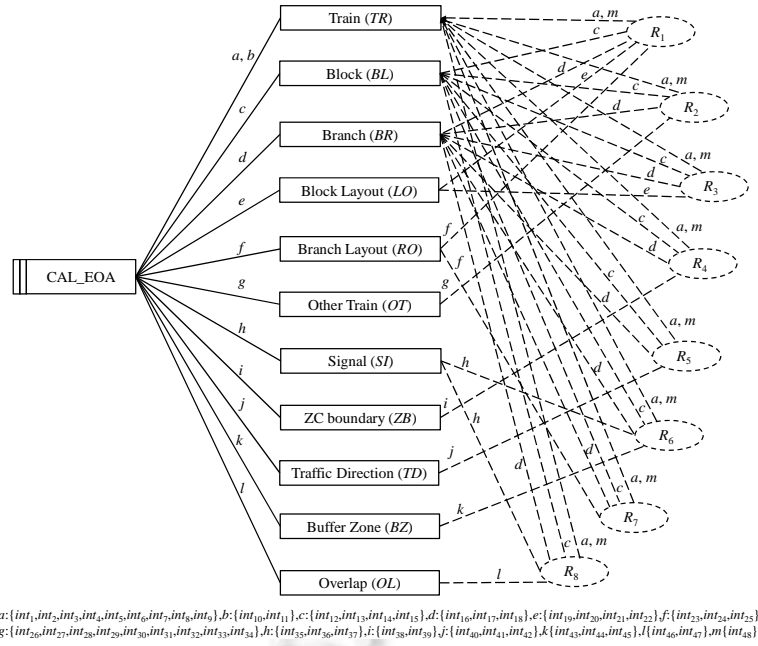 Train (TR)
a, m
c
R1
a, b
Block (BL)
d
e
c
a, m
R2
c
Branch (BR)
d
a, m
d
c
d
R3
e
Block Layout (LO)
e
c
a, m
f
Branch Layout (RO)
f
d
R4
f
CAL_EOA
g
g
c
Other Train (OT)
d
a, m
h
R5
Signal (SI)
h
i
d
a, m
j
ZC boundary (ZB)
i
h
c
R6
k
j
d
Traffic Direction (TD)
d
a, m
l
c
k
R7
Buffer Zone (BZ)
c
a, m
Overlap (OL)
l
R8
a:{int1,int2,int3,int4,int5,int6,int7,int8,int9},b:{int10,int11},c:{int12,int13,int14,int15},d:{int16,int17,int18},e:{int19,int20,int21,int22},f:{int23,int24,int25}
g:{int26,int27,int28,int29,int30,int31,int32,int33,int34},h:{int35,int36,int37},i:{int38,int39},j:{int40,int41,int42},k{int43,int44,int45},l{int46,int47},m{int48}